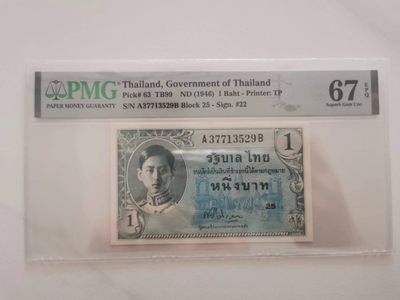 PMG
PAPER MONEY GUARANTY
Thailand, Government of Thailand
Pick# 63 TB99 ND (1946) 1 Baht - Printer: TP
S/N A37713529B Block 25 - Sign. #22
67 EPQ
Superb Gem Unc
A37713529B
1
รัฐบาลไทย
หนึ่งบาท
25
1